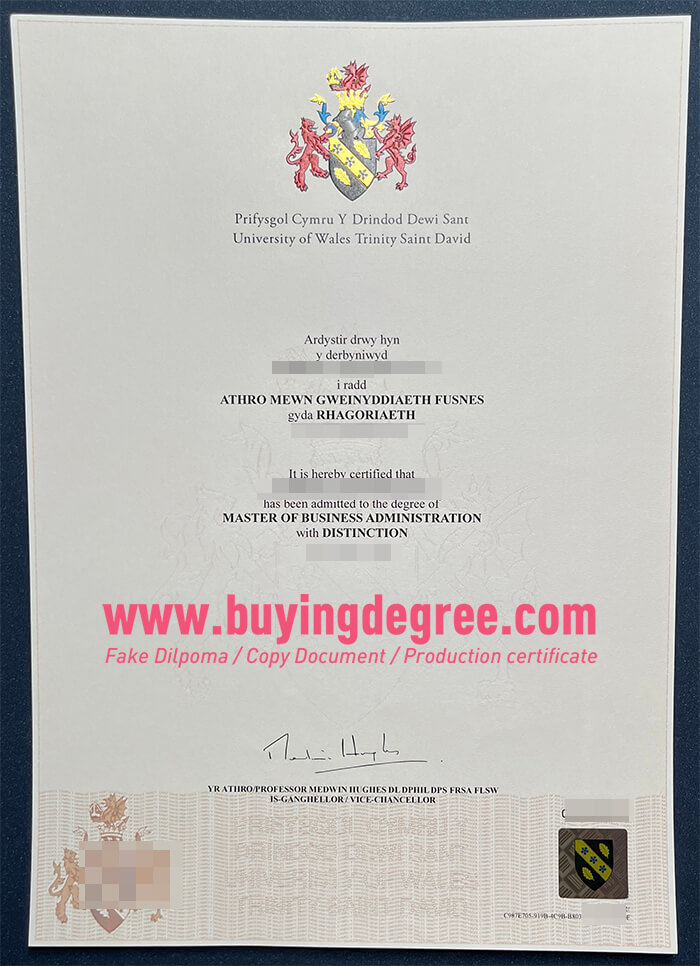 Prifysgol Cymru Y Drindod Dewi Sant
University of Wales Trinity Saint David
Ardystir drwy hyn
y derbyniwyd
i radd
ATHRO MEWN GWEINYDDIAETH FUSNES
gyda RHAGORIAETH
It is hereby certified that
has been admitted to the degree of
MASTER OF BUSINESS ADMINISTRATION
with DISTINCTION
www.buyingdegree.com
Fake Dilpoma / Copy Document / Production certificate
YR ATHRO/PROFESSOR MEDWIN HUGHES DL DPHIL DPS FRSA FLSW
IS-GANGHELLOR / VICE-CHANCELLOR